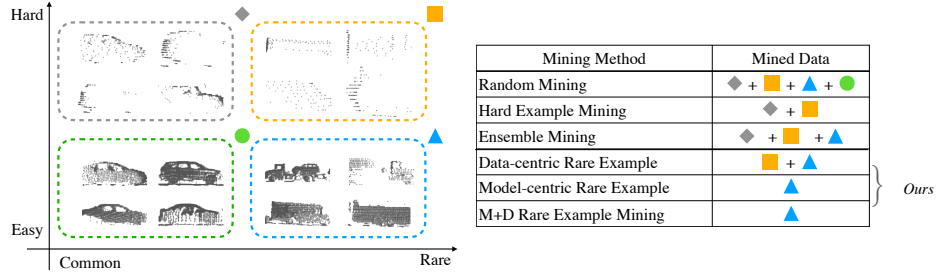 Hard
Easy
Common
Rare
Mining Method Mined Data
Random Mining + + +
Hard Example Mining +
Ensemble Mining + +
Data-centric Rare Example +
Model-centric Rare Example
M+D Rare Example Mining
Ours